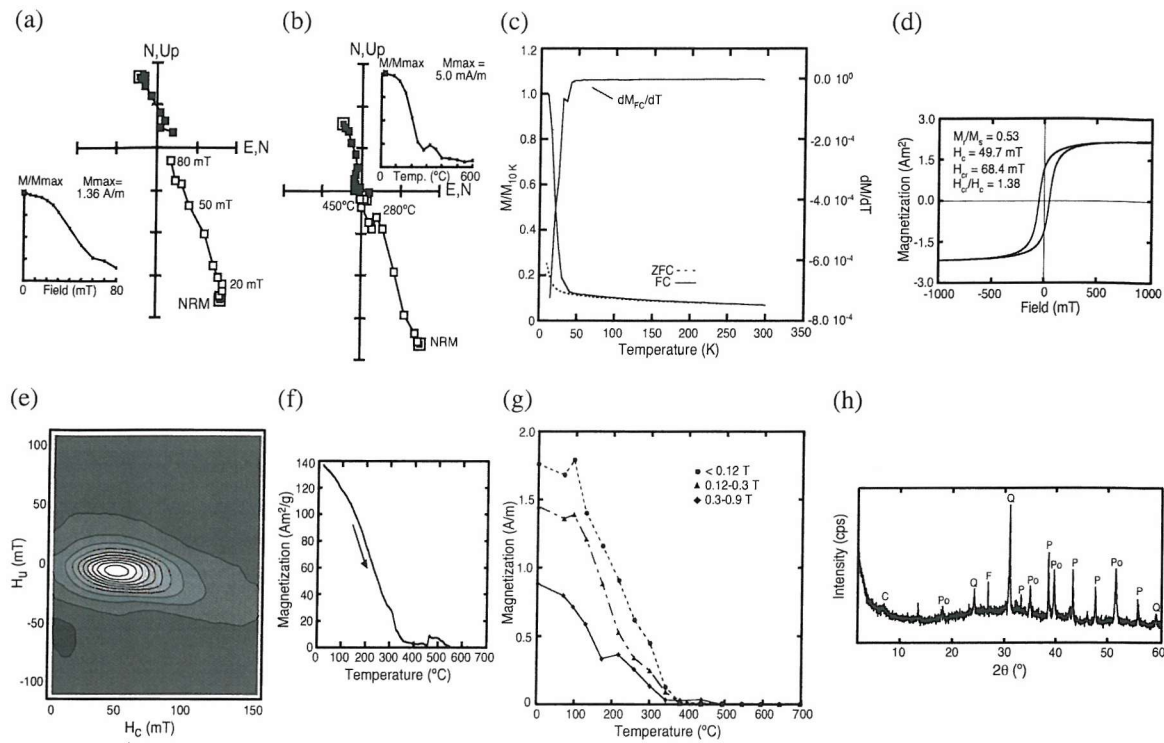 (a)
N,Up
E,N
80 mT
50 mT
20 mT
NRM
M/Mmax
Mmax=
1.36 A/m
0
Field (mT)
80
(b)
N,Up
M/Mmax
Mmax =
5.0 mA/m
0
Temp. (°C)
600
E,N
450°C
280°C
NRM
(c)
1.2
1.0
0.8
0.6
0.4
0.2
0
M/M10 K
dMFC/dT
ZFC
FC
0 50 100 150 200 250 300 350
Temperature (K)
0.0 10⁰
-2.0 10⁻⁴
-4.0 10⁻⁴
-6.0 10⁻⁴
-8.0 10⁻⁴
dM/dT
(d)
3.0
1.5
0.0
-1.5
-3.0
Magnetization (Am²)
Mr/Ms = 0.53
Hc = 49.7 mT
Hcr = 68.4 mT
Hcr/Hc = 1.38
-1000 -500 0 500 1000
Field (mT)
(e)
100
50
0
-50
-100
Hu (mT)
0 50 100 150
HC (mT)
(f)
140
120
100
80
60
40
20
0
Magnetization (Am²/g)
0 100 200 300 400 500 600 700
Temperature (°C)
(g)
2.0
1.5
1.0
0.5
0
Magnetization (A/m)
< 0.12 T
0.12-0.3 T
0.3-0.9 T
0 100 200 300 400 500 600 700
Temperature (°C)
(h)
Intensity (cps)
C
Po
Q
F
Q
P
Po
P
Po
P
P
Po
P
Q
10 20 30 40 50 60
2θ (°)